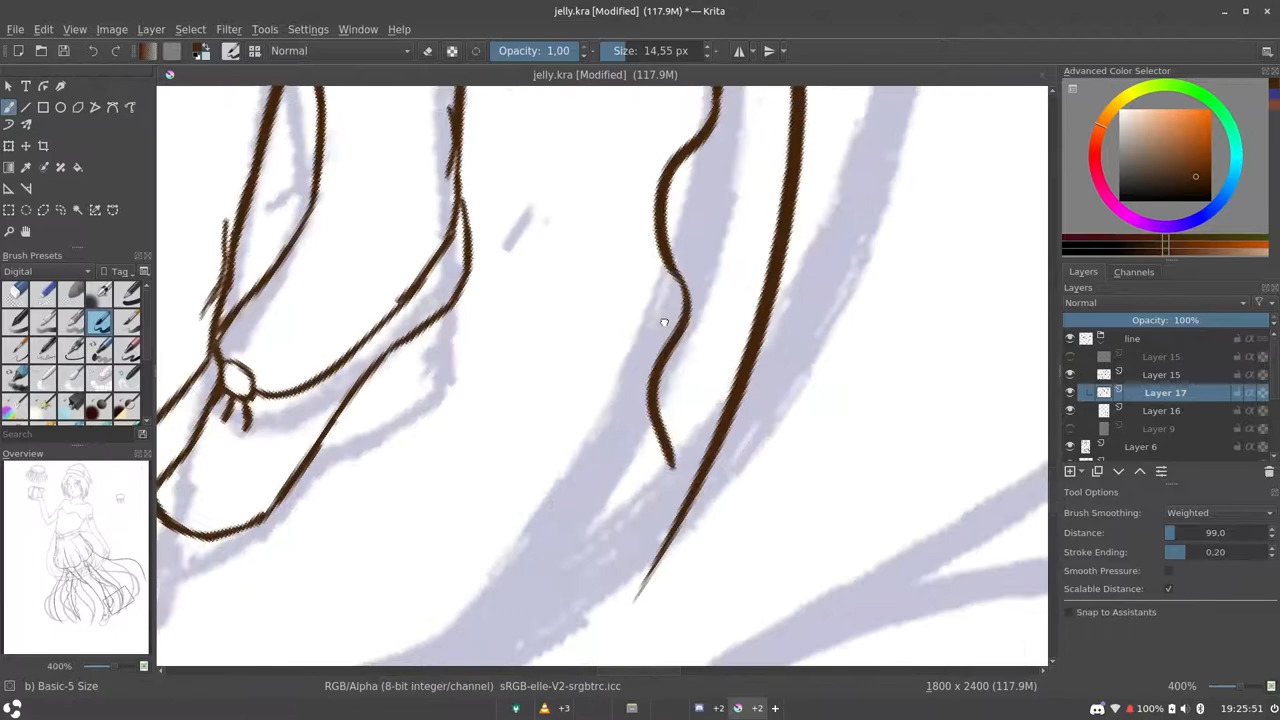 jelly.kra [Modified] (117.9M) * — Krita
File Edit View Image Layer Select Filter Tools Settings Window Help
Normal Opacity: 1,00 Size: 14,55 px
jelly.kra [Modified] (117.9M)
Advanced Color Selector
Brush Presets
Digital Tag
Search
Overview
Layers Channels
Layers
Normal
Opacity: 100%
line
Layer 15
Layer 15
Layer 17
Layer 16
Layer 9
Layer 6
Tool Options
Brush Smoothing: Weighted
Distance: 99.0
Stroke Ending: 0.20
Smooth Pressure:
Scalable Distance:
Snap to Assistants
400%
b) Basic-5 Size RGB/Alpha (8-bit integer/channel) sRGB-elle-V2-srgbtrc.icc 1800 x 2400 (117.9M) 400%
+3 +2 +2 100% 19:25:51